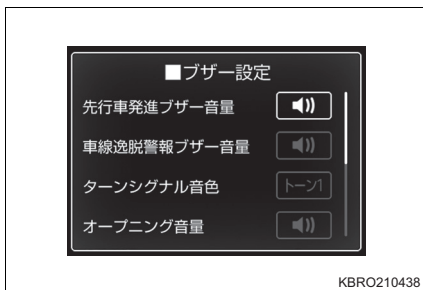 ■ブザー設定
先行車発進ブザー音量
車線逸脱警報ブザー音量
ターンシグナル音色 トーン1
オープニング音量
KBRO210438